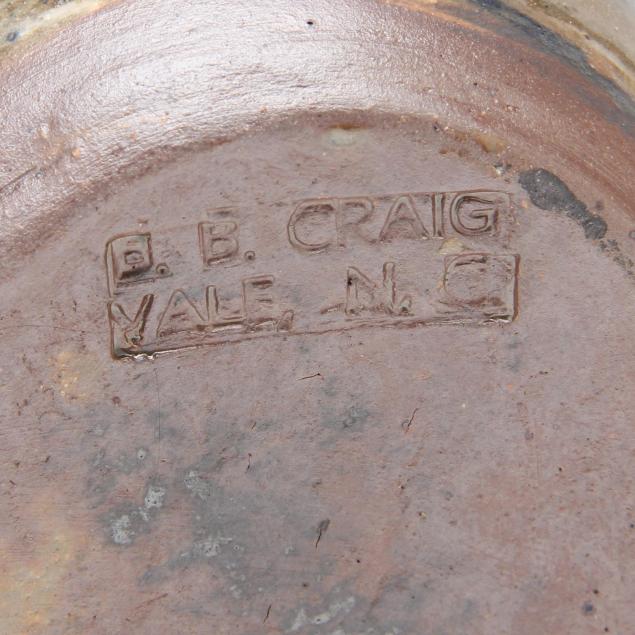 B. B. CRAIG
VALE, N. C.